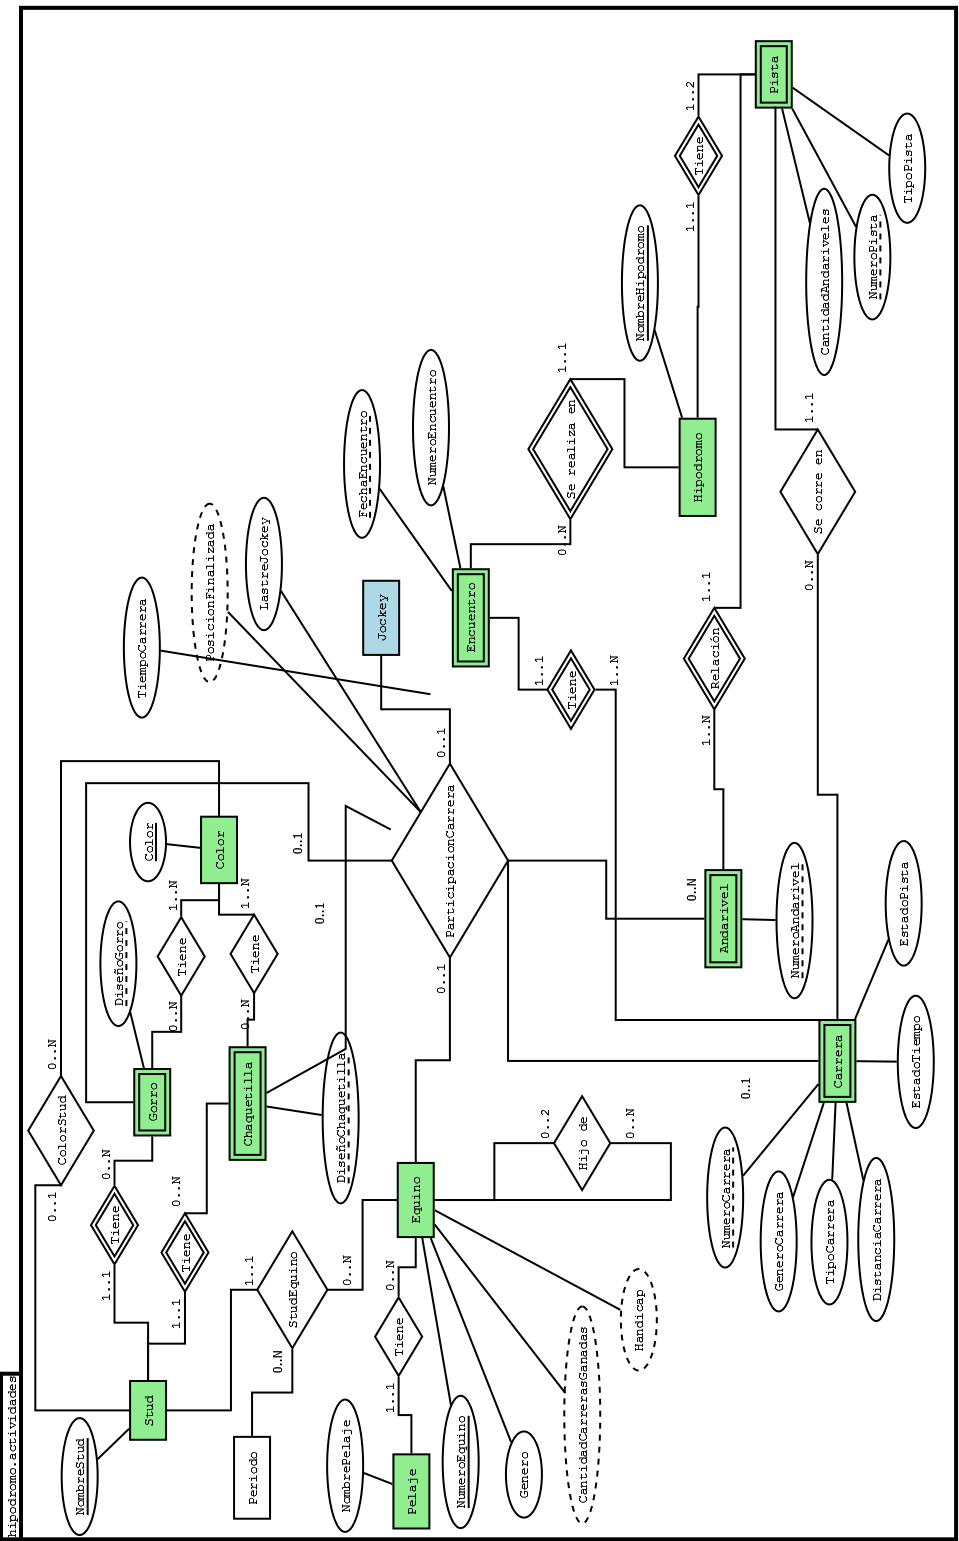 hipodromo.actividades
NombreStud
Stud
0..1
ColorStud
0..N
1..1
Tiene
0..N
1..1
Tiene
0..N
Gorro
DiseñoGorro
Chaquetilla
DiseñoChaquetilla
0..N
Tiene
1..N
0..N
Tiene
1..N
Color
Color
0..1
0..1
TiempoCarrera
PosicionFinalizada
LastreJockey
Jockey
0..1
ParticipacionCarrera
0..1
Periodo
0..N
StudEquino
1..1
0..N
NombrePelaje
Pelaje
1..1
Tiene
0..N
Equino
NumeroEquino
Genero
CantidadCarrerasGanadas
Handicap
0..2
Hijo de
0..N
FechaEncuentro
NumeroEncuentro
Encuentro
0..N
Se realiza en
1..1
1..1
Tiene
1..N
NombreHipodromo
Hipodromo
1..1
Tiene
1..2
Pista
CantidadAndariveles
NumeroPista
TipoPista
1..1
Relación
1..N
0..N
Andarivel
NumeroAndarivel
1..1
Se corre en
0..N
0..1
Carrera
NumeroCarrera
GeneroCarrera
TipoCarrera
DistanciaCarrera
EstadoTiempo
EstadoPista